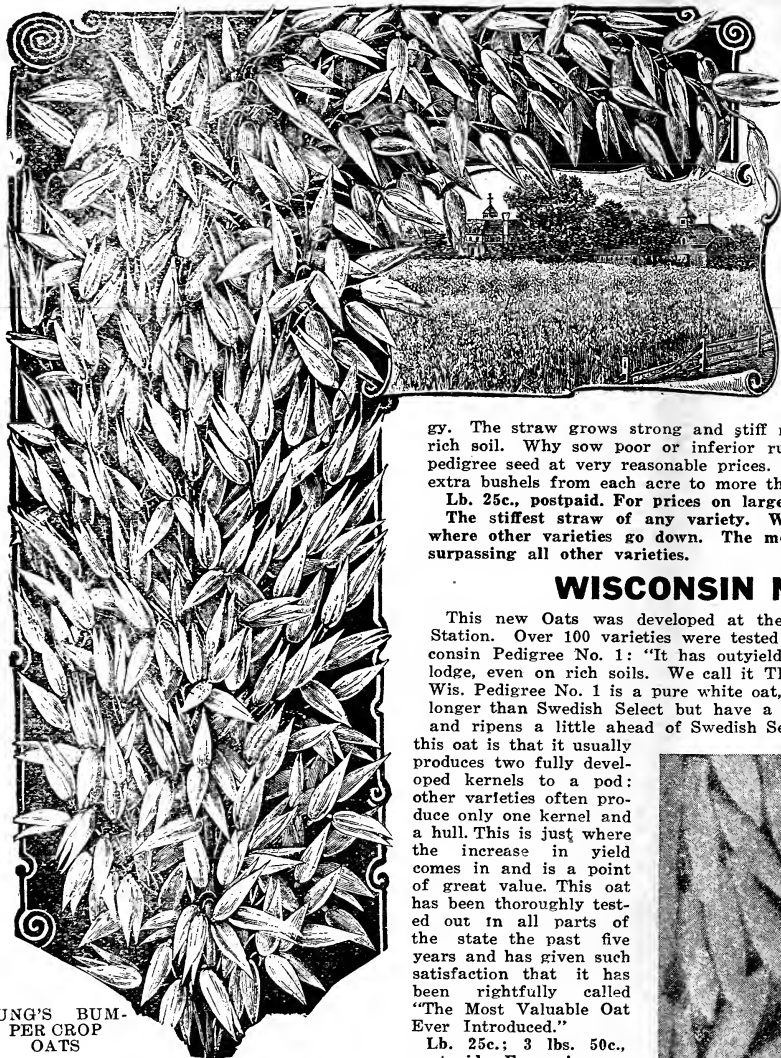 gy. The straw grows strong and stiff
rich soil. Why sow poor or inferior
pedigree seed at very reasonable prices.
extra bushels from each acre to more
Lb. 25c., postpaid. For prices on
The stiffest straw of any variety.
where other varieties go down. The
surpassing all other varieties.
WISCONSIN
This new Oats was developed at the
Station. Over 100 varieties were tested
consin Pedigree No. 1: "It has
lodge, even on rich soils. We call it
Wis. Pedigree No. 1 is a pure white oat,
longer than Swedish Select but have a
and ripens a little ahead of Swedish
this oat is that it usually
produces two fully devel-
oped kernels to a pod:
other varieties often pro-
duce only one kernel and
a hull. This is just where
the increase in yield
comes in and is a point
of great value. This oat
has been thoroughly test-
ed out in all parts of
the state the past five
years and has given such
satisfaction that it has
been rightfully called
"The Most Valuable Oat
Ever Introduced."
Lb. 25c.; 3 lbs. 50c.,
UNG'S BUM-
PER CROP
OATS